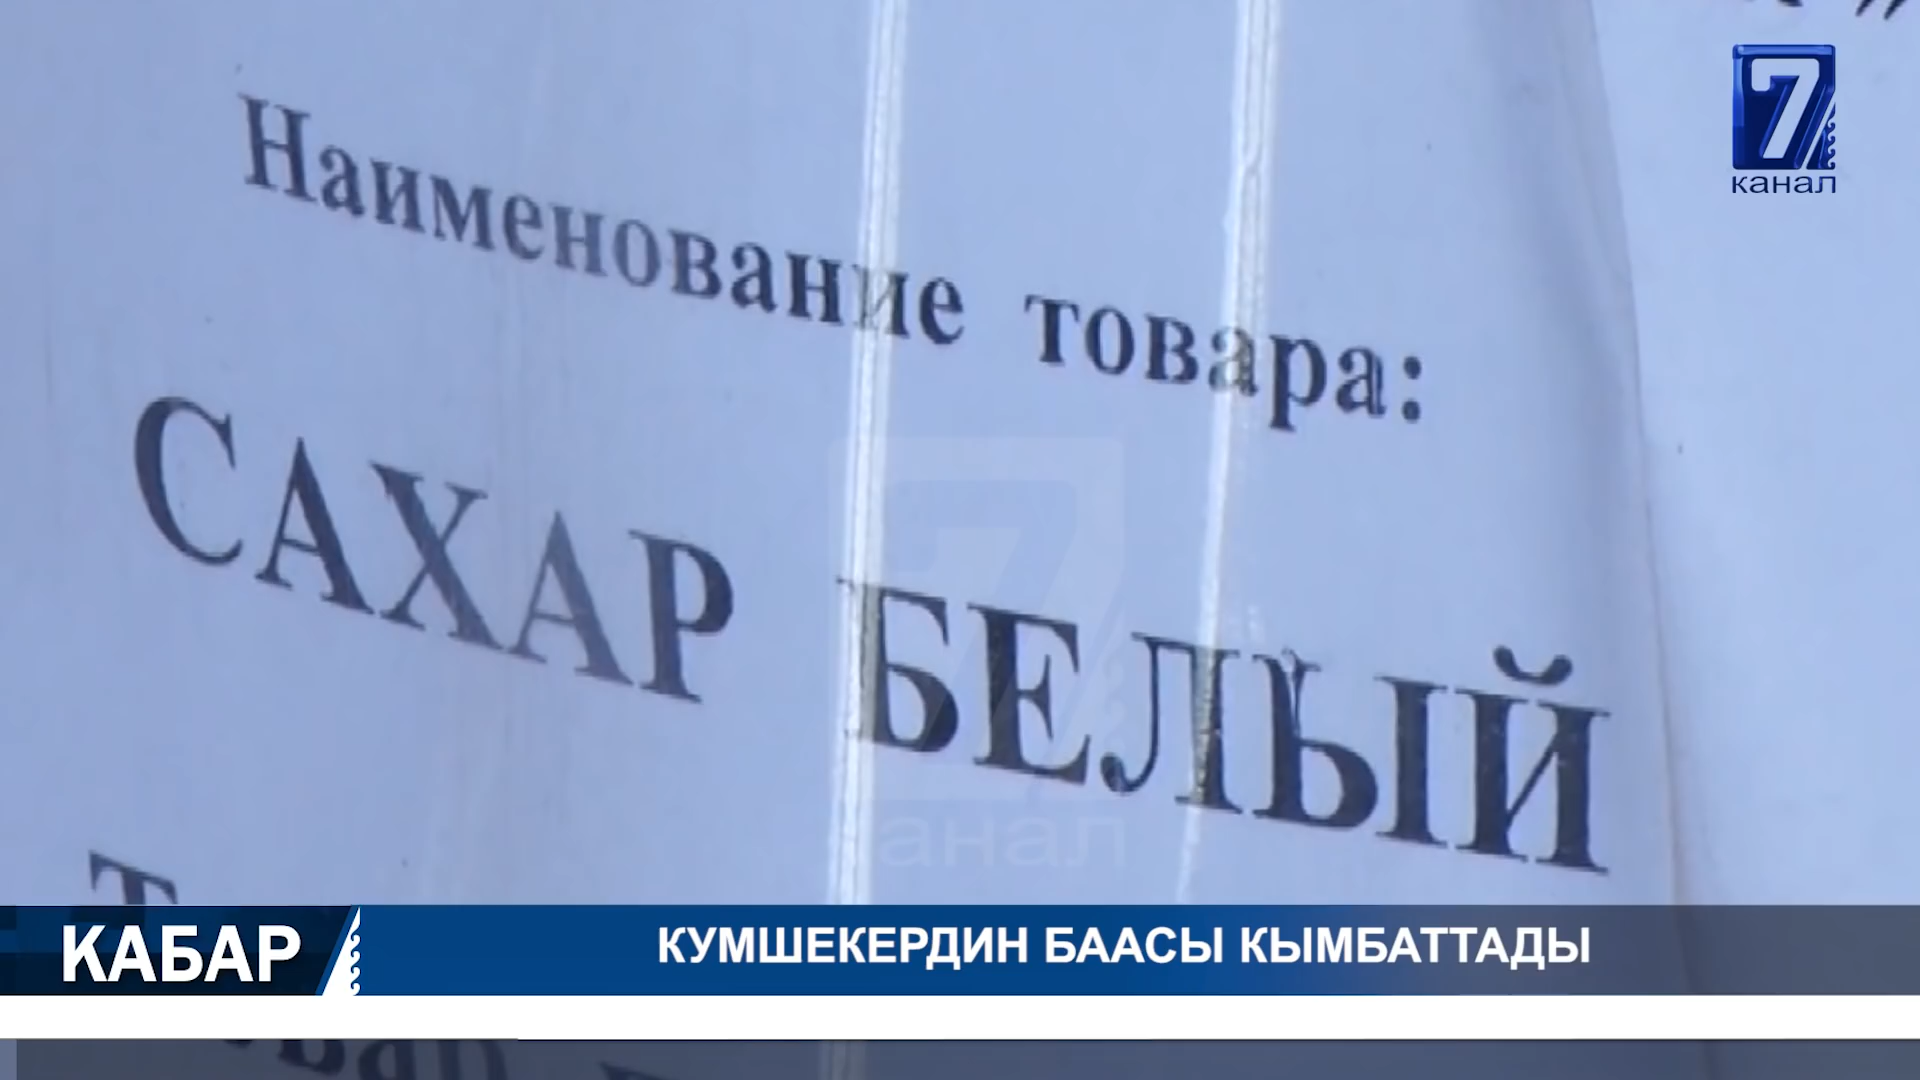 7
канал
Наименование товара:
САХАР БЕЛЫЙ
КАБАР
КУМШЕКЕРДИН БААСЫ КЫМБАТТАДЫ